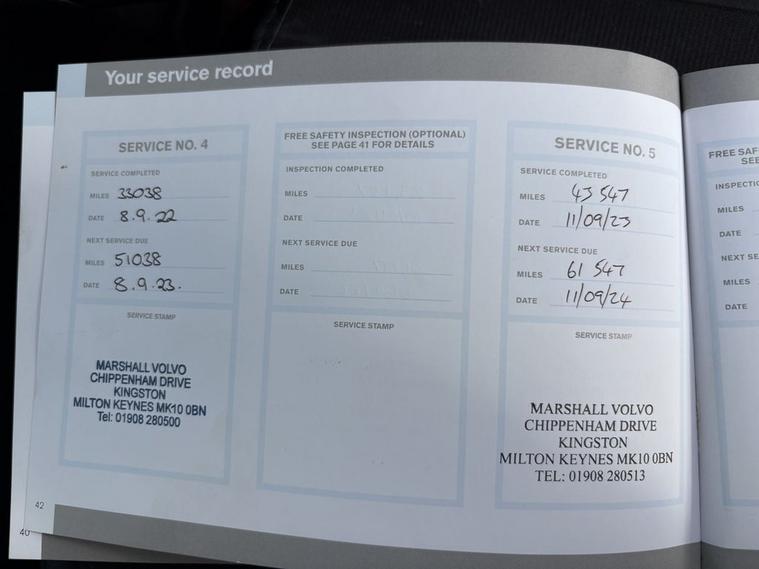 Your service record
SERVICE NO. 4
SERVICE COMPLETED
MILES 33038
DATE 8.9.22
NEXT SERVICE DUE
MILES 51038
DATE 8.9.23.
SERVICE STAMP
MARSHALL VOLVO
CHIPPENHAM DRIVE
KINGSTON
MILTON KEYNES MK10 0BN
Tel: 01908 280500
FREE SAFETY INSPECTION (OPTIONAL)
SEE PAGE 41 FOR DETAILS
INSPECTION COMPLETED
MILES
DATE
NEXT SERVICE DUE
MILES
DATE
SERVICE STAMP
SERVICE NO. 5
SERVICE COMPLETED
MILES 43 547
DATE 11/09/23
NEXT SERVICE DUE
MILES 61 547
DATE 11/09/24
SERVICE STAMP
MARSHALL VOLVO
CHIPPENHAM DRIVE
KINGSTON
MILTON KEYNES MK10 0BN
TEL: 01908 280513
FREE SAF
SEE
INSPECTIO
MILES
DATE
NEXT SE
MILES
DATE
42
40